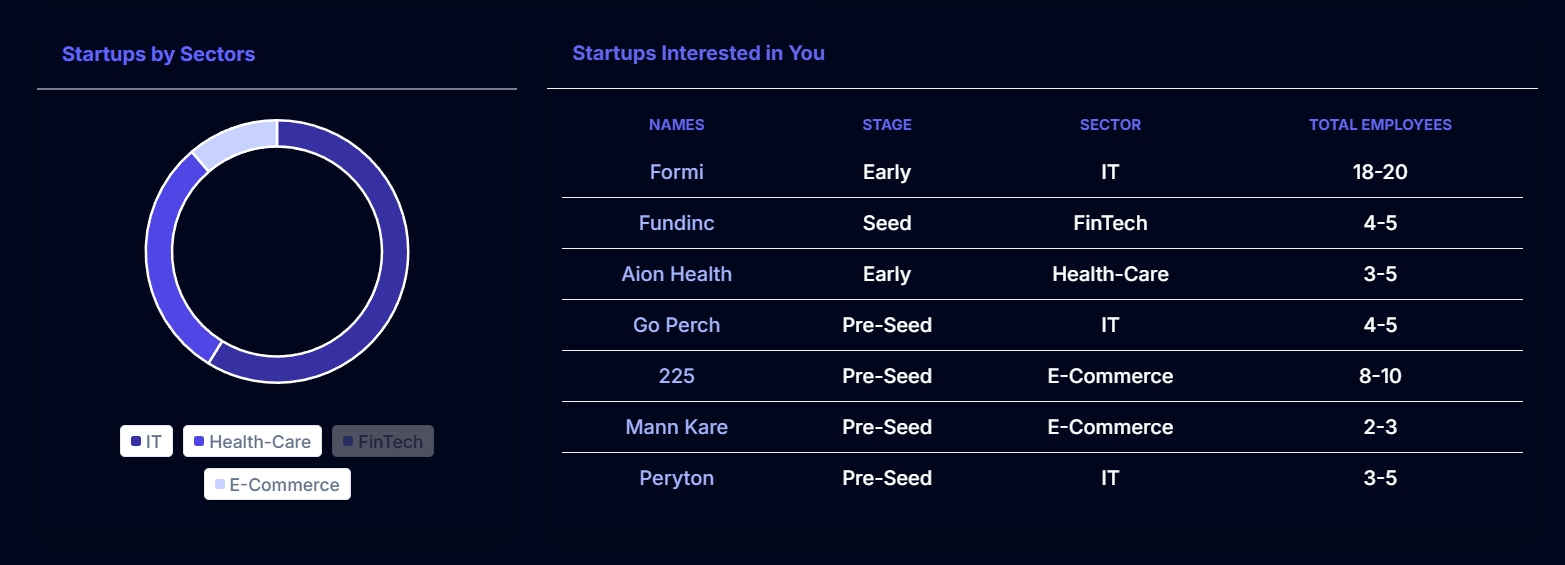 Startups by Sectors
IT
Health-Care
FinTech
E-Commerce
Startups Interested in You
NAMES STAGE SECTOR TOTAL EMPLOYEES
Formi Early IT 18-20
Fundinc Seed FinTech 4-5
Aion Health Early Health-Care 3-5
Go Perch Pre-Seed IT 4-5
225 Pre-Seed E-Commerce 8-10
Mann Kare Pre-Seed E-Commerce 2-3
Peryton Pre-Seed IT 3-5